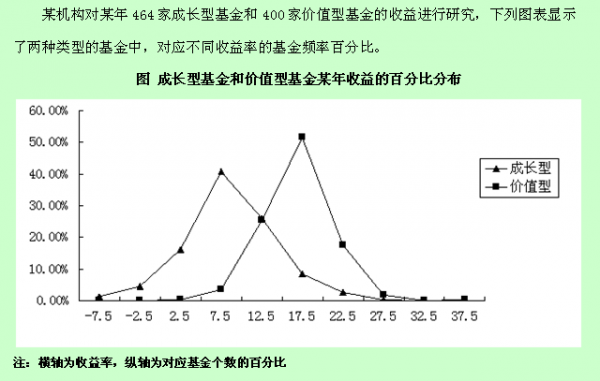 某机构对某年 464 家成长型基金和 400 家价值型基金的收益进行研究，下列图表显示
了两种类型的基金中，对应不同收益率的基金频率百分比。
图 成长型基金和价值型基金某年收益的百分比分布
60.00%
50.00%
40.00%
30.00%
20.00%
10.00%
0.00%
成长型
价值型
-7.5 -2.5 2.5 7.5 12.5 17.5 22.5 27.5 32.5 37.5
注：横轴为收益率，纵轴为对应基金个数的百分比